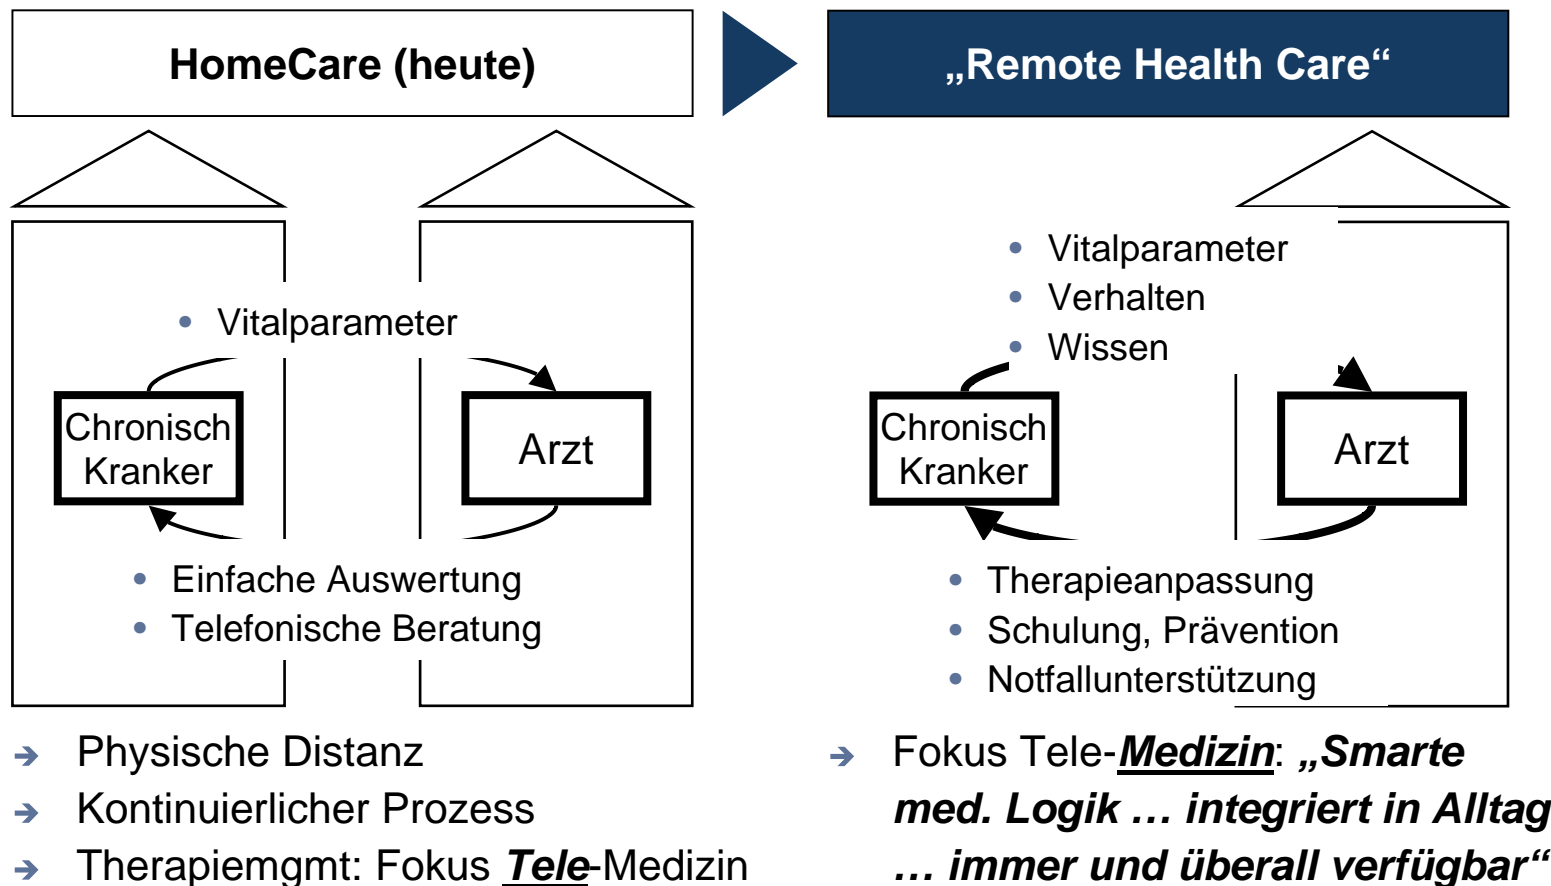 HomeCare (heute)
• Vitalparameter
Chronisch
Kranker
Arzt
• Einfache Auswertung
• Telefonische Beratung
➔ Physische Distanz
➔ Kontinuierlicher Prozess
➔ Therapiemgmt: Fokus Tele-Medizin
„Remote Health Care“
• Vitalparameter
• Verhalten
• Wissen
Chronisch
Kranker
Arzt
• Therapieanpassung
• Schulung, Prävention
• Notfallunterstützung
➔ Fokus Tele-Medizin: „Smarte
med. Logik … integriert in Alltag
… immer und überall verfügbar“